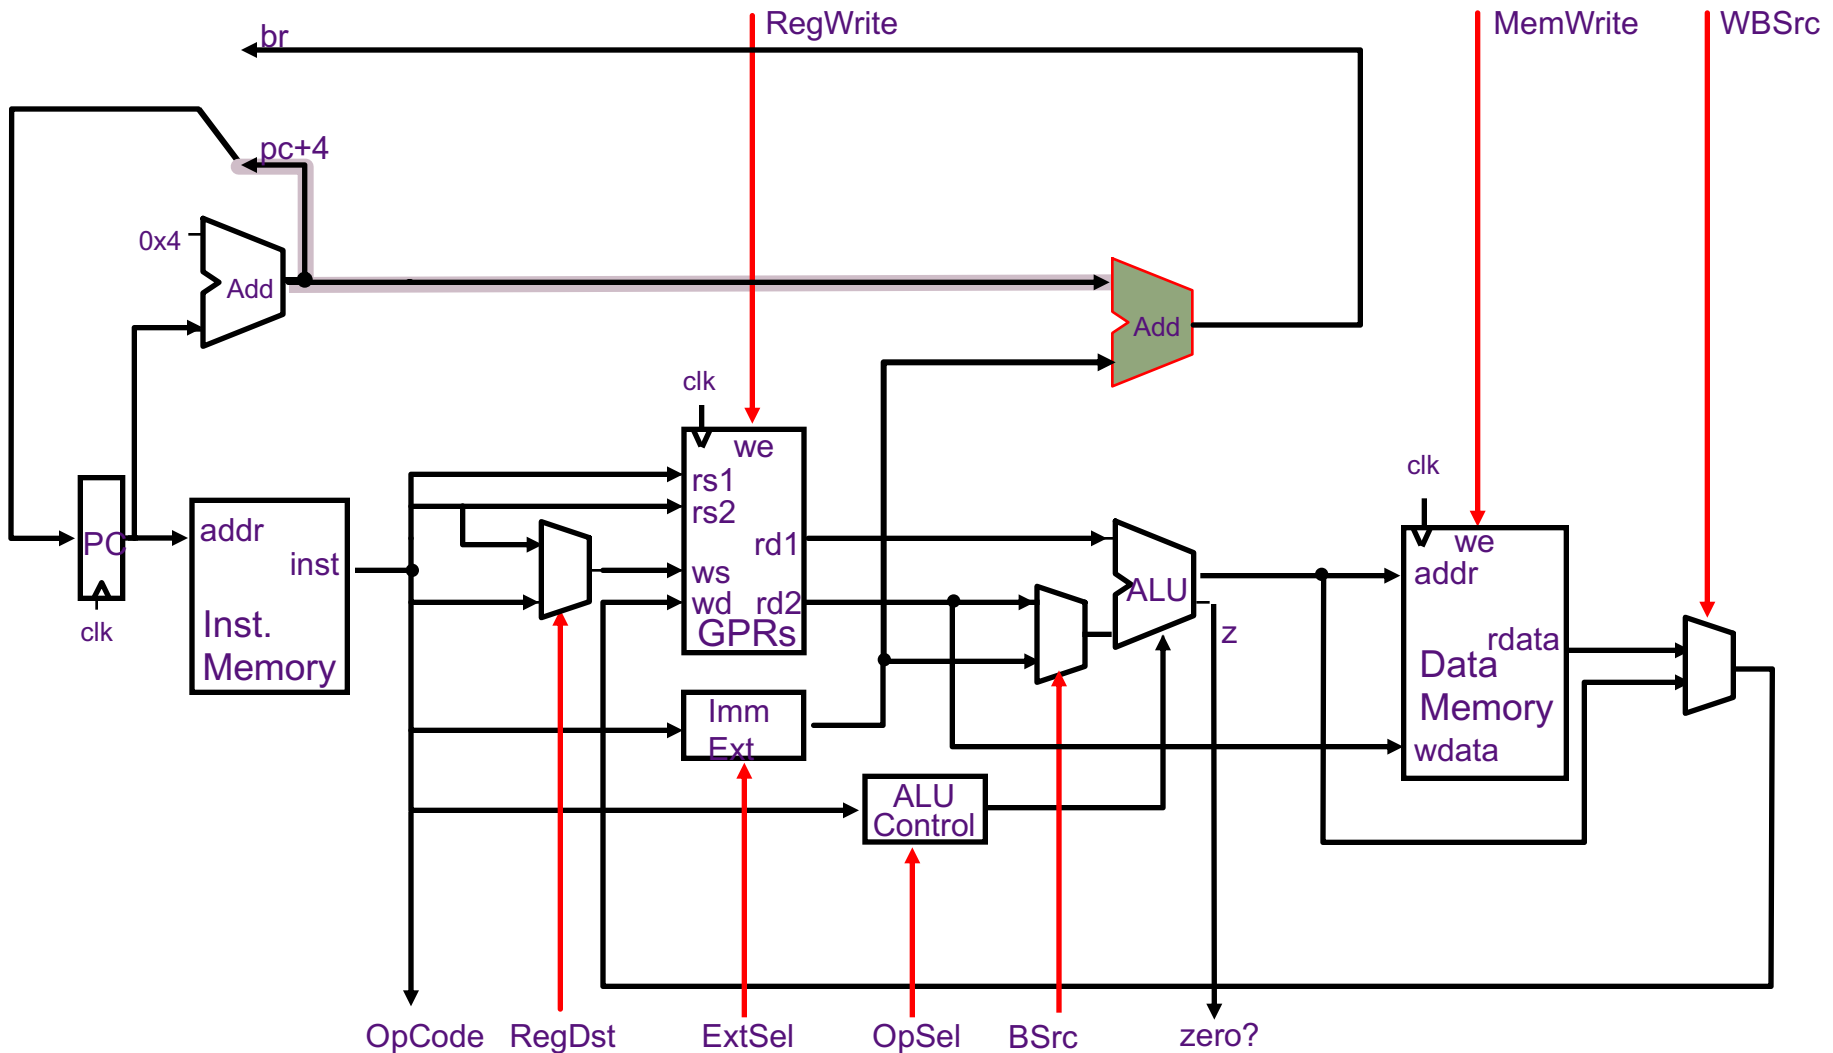 RegWrite
MemWrite
WBSrc
br
pc+4
0x4
Add
Add
clk
we
rs1
rs2
rd1
ws
wd
rd2
GPRs
clk
we
addr
rdata
Data
Memory
wdata
PC
clk
addr
inst
Inst.
Memory
ALU
z
Imm
Ext
ALU
Control
OpCode
RegDst
ExtSel
OpSel
BSrc
zero?